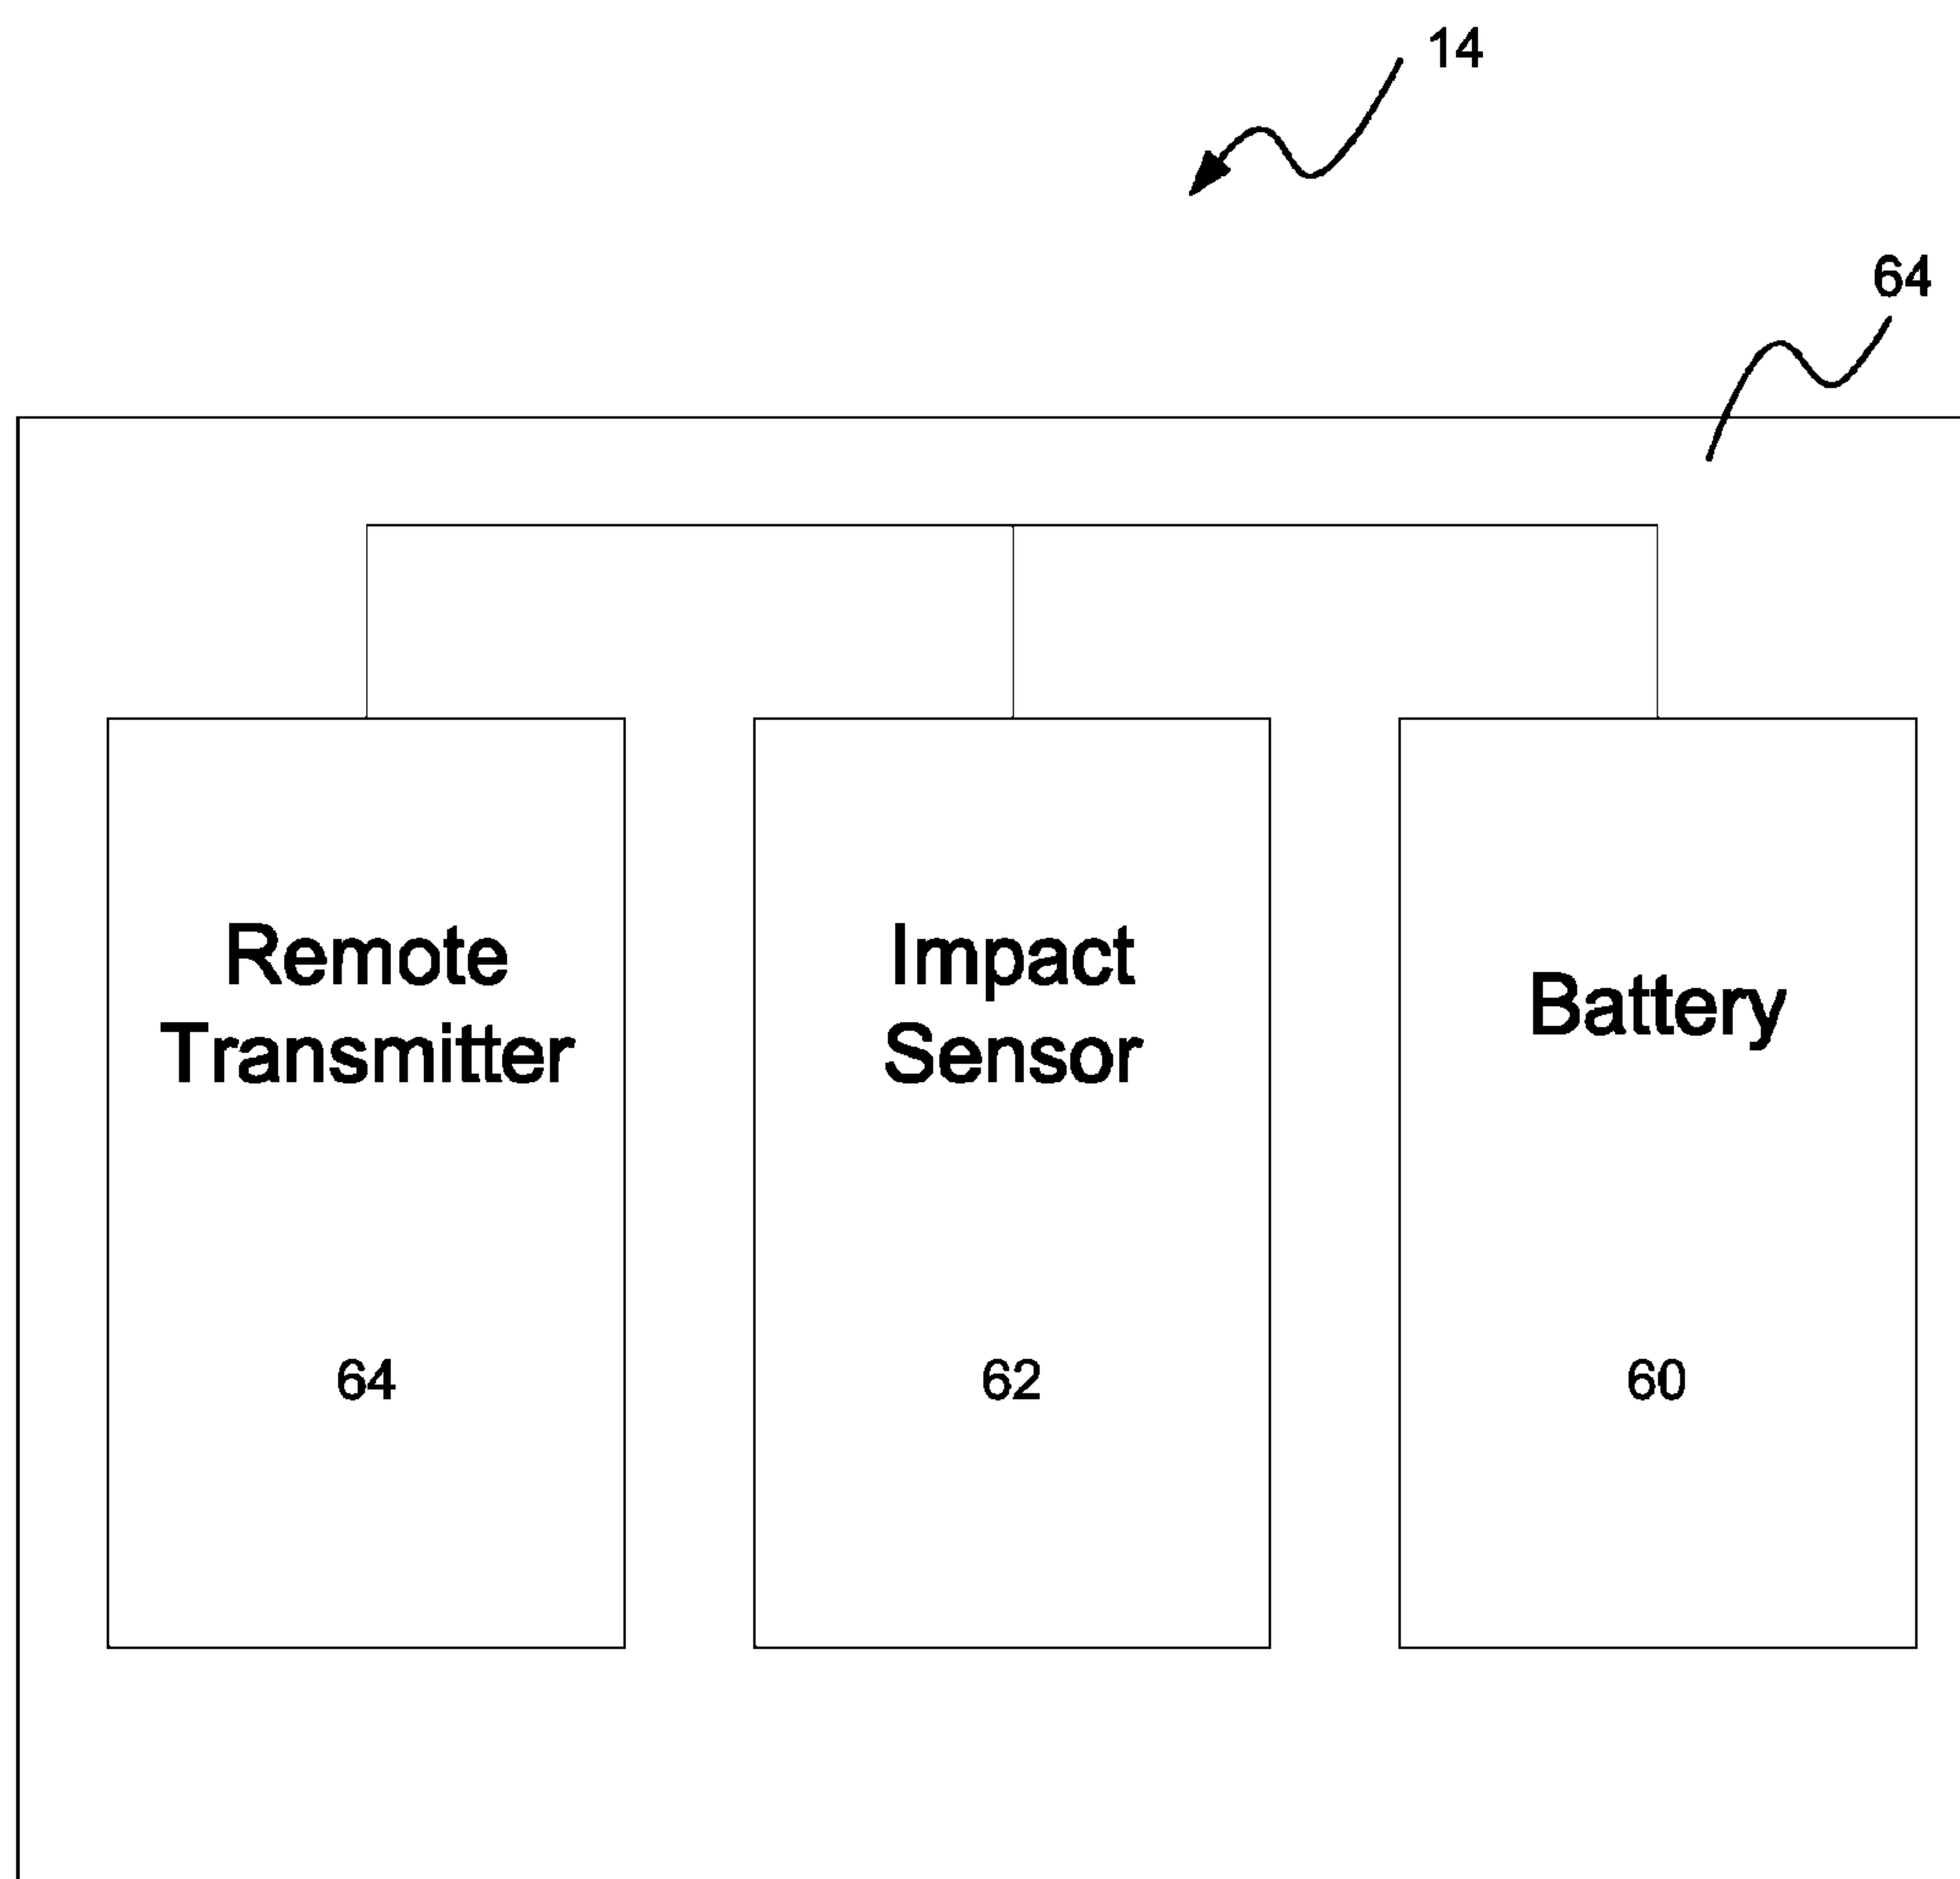 14
64
Remote
Transmitter
64
Impact
Sensor
62
Battery
60